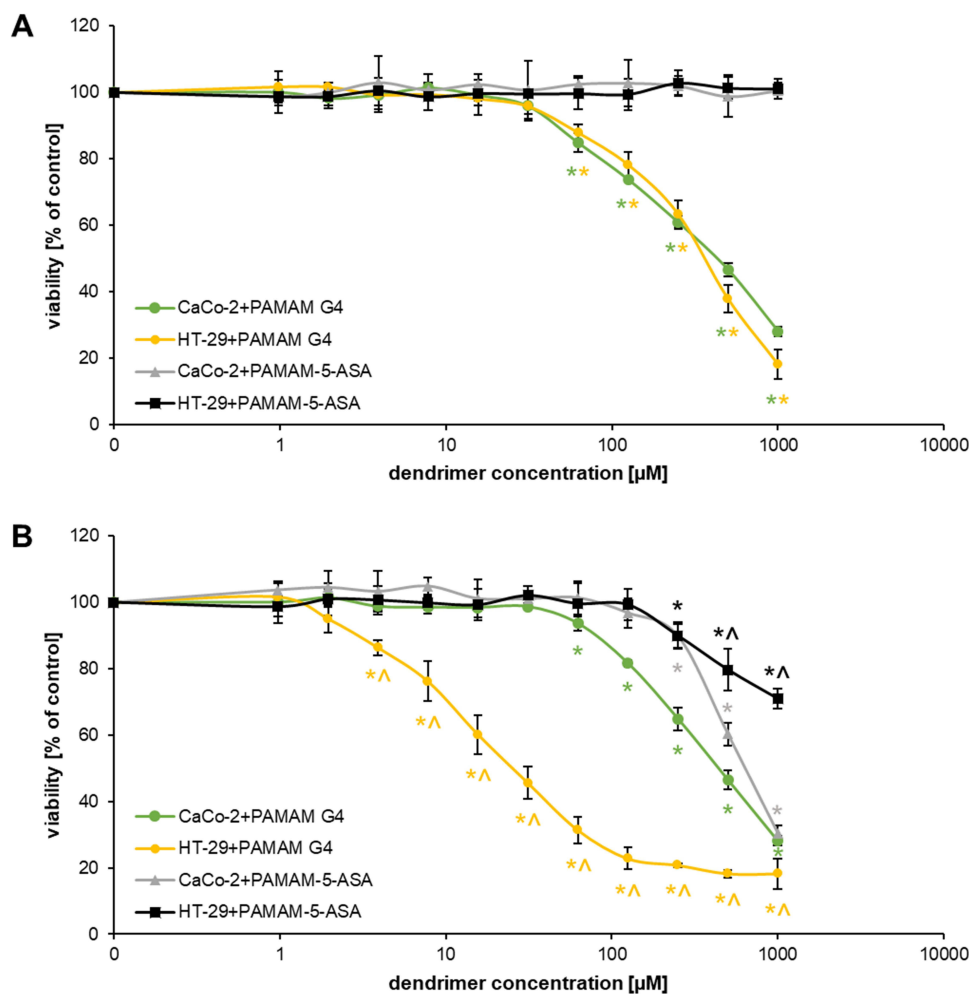 A
120
100
80
60
40
20
0
viability [% of control]
CaCo-2+PAMAM G4
HT-29+PAMAM G4
CaCo-2+PAMAM-5-ASA
HT-29+PAMAM-5-ASA
**
**
**
**
**
0 1 10 100 1000 10000
dendrimer concentration [µM]
B
120
100
80
60
40
20
0
viability [% of control]
CaCo-2+PAMAM G4
HT-29+PAMAM G4
CaCo-2+PAMAM-5-ASA
HT-29+PAMAM-5-ASA
* *^ *^
* * *
* * * * *
*^ *^ *^ *^ *^ *^ *^ *^ *^
0 1 10 100 1000 10000
dendrimer concentration [µM]